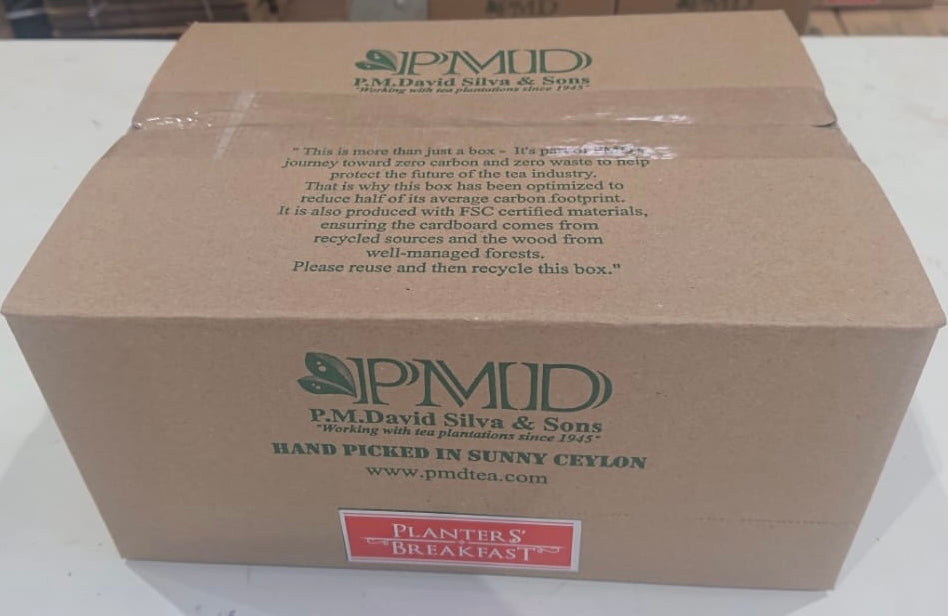 PMD
P.M.David Silva & Sons
"Working with tea plantations since 1945"
" This is more than just a box - It's part of PMD's
journey toward zero carbon and zero waste to help
protect the future of the tea industry.
That is why this box has been optimized to
reduce half of its average carbon footprint.
It is also produced with FSC certified materials,
ensuring the cardboard comes from
recycled sources and the wood from
well-managed forests.
Please reuse and then recycle this box."
PMD
P.M.David Silva & Sons
"Working with tea plantations since 1945"
HAND PICKED IN SUNNY CEYLON
www.pmdtea.com
PLANTERS'
BREAKFAST